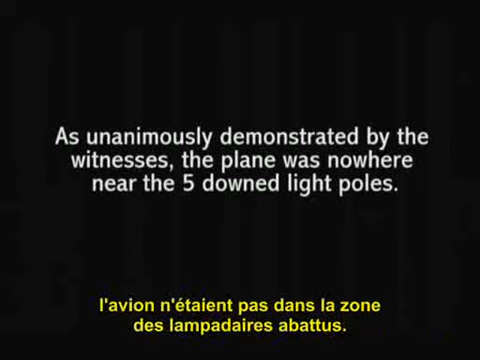 As unanimously demonstrated by the
witnesses, the plane was nowhere
near the 5 downed light poles.
l'avion n'étaient pas dans la zone
des lampadaires abattus.